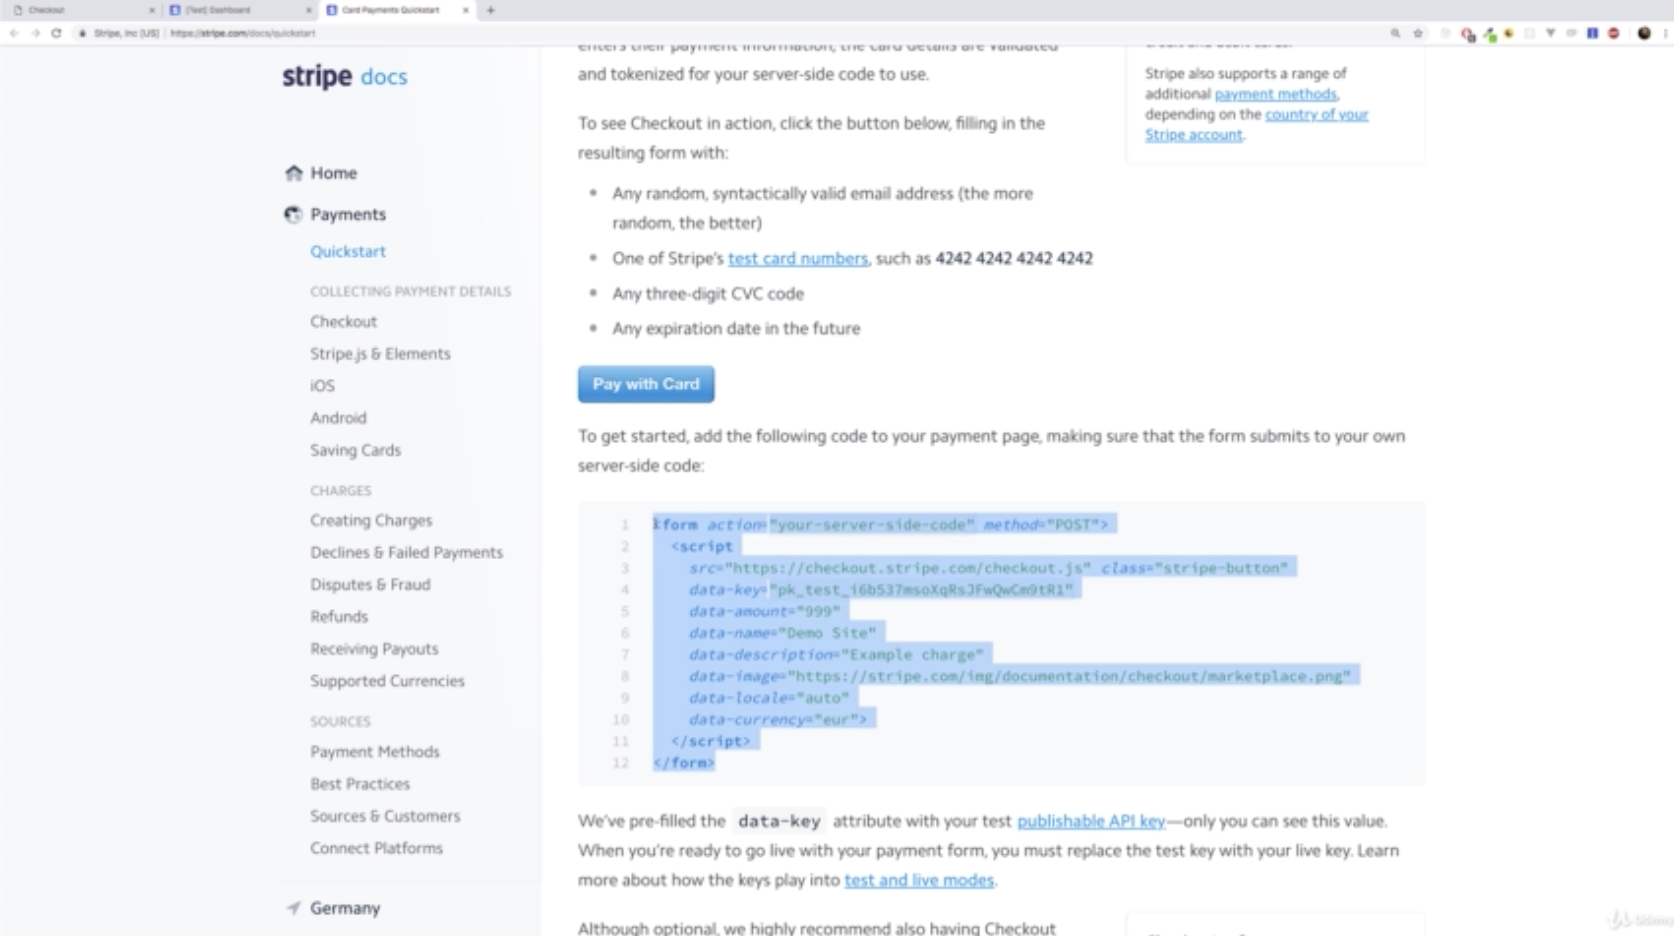 Checkout
[Test] Dashboard
Card Payments Quickstart
Stripe, Inc [US] | https://stripe.com/docs/quickstart
stripe docs
Home
Payments
Quickstart
COLLECTING PAYMENT DETAILS
Checkout
Stripe.js & Elements
iOS
Android
Saving Cards
CHARGES
Creating Charges
Declines & Failed Payments
Disputes & Fraud
Refunds
Receiving Payouts
Supported Currencies
SOURCES
Payment Methods
Best Practices
Sources & Customers
Connect Platforms
Germany
enters their payment information, the card details are validated
and tokenized for your server-side code to use.
To see Checkout in action, click the button below, filling in the
resulting form with:
Any random, syntactically valid email address (the more
random, the better)
One of Stripe's test card numbers, such as 4242 4242 4242 4242
Any three-digit CVC code
Any expiration date in the future
Pay with Card
To get started, add the following code to your payment page, making sure that the form submits to your own
server-side code:
1 <form action="your-server-side-code" method="POST">
2 <script
3 src="https://checkout.stripe.com/checkout.js" class="stripe-button"
4 data-key="pk_test_i6b537msoXqRsJFwQwCm9tR1"
5 data-amount="999"
6 data-name="Demo Site"
7 data-description="Example charge"
8 data-image="https://stripe.com/img/documentation/checkout/marketplace.png"
9 data-locale="auto"
10 data-currency="eur">
11 </script>
12 </form>
We've pre-filled the data-key attribute with your test publishable API key—only you can see this value.
When you're ready to go live with your payment form, you must replace the test key with your live key. Learn
more about how the keys play into test and live modes.
Although optional, we highly recommend also having Checkout
Stripe also supports a range of
additional payment methods,
depending on the country of your
Stripe account.
Udemy